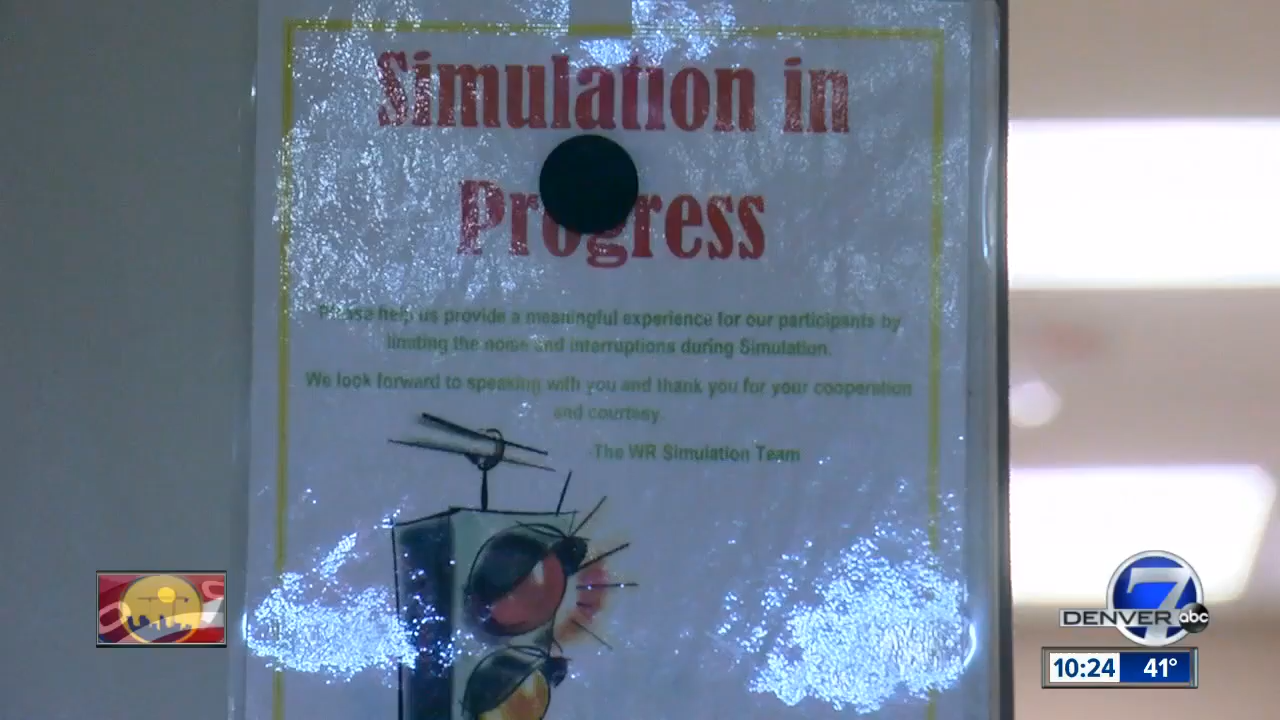 Simulation in
Progress
Please help us provide a meaningful experience for our participants by
limiting the noise and interruptions during Simulation.
We look forward to speaking with you and thank you for your cooperation
and courtesy.
-The WR Simulation Team
DENVER 7 abc
10:24 41°